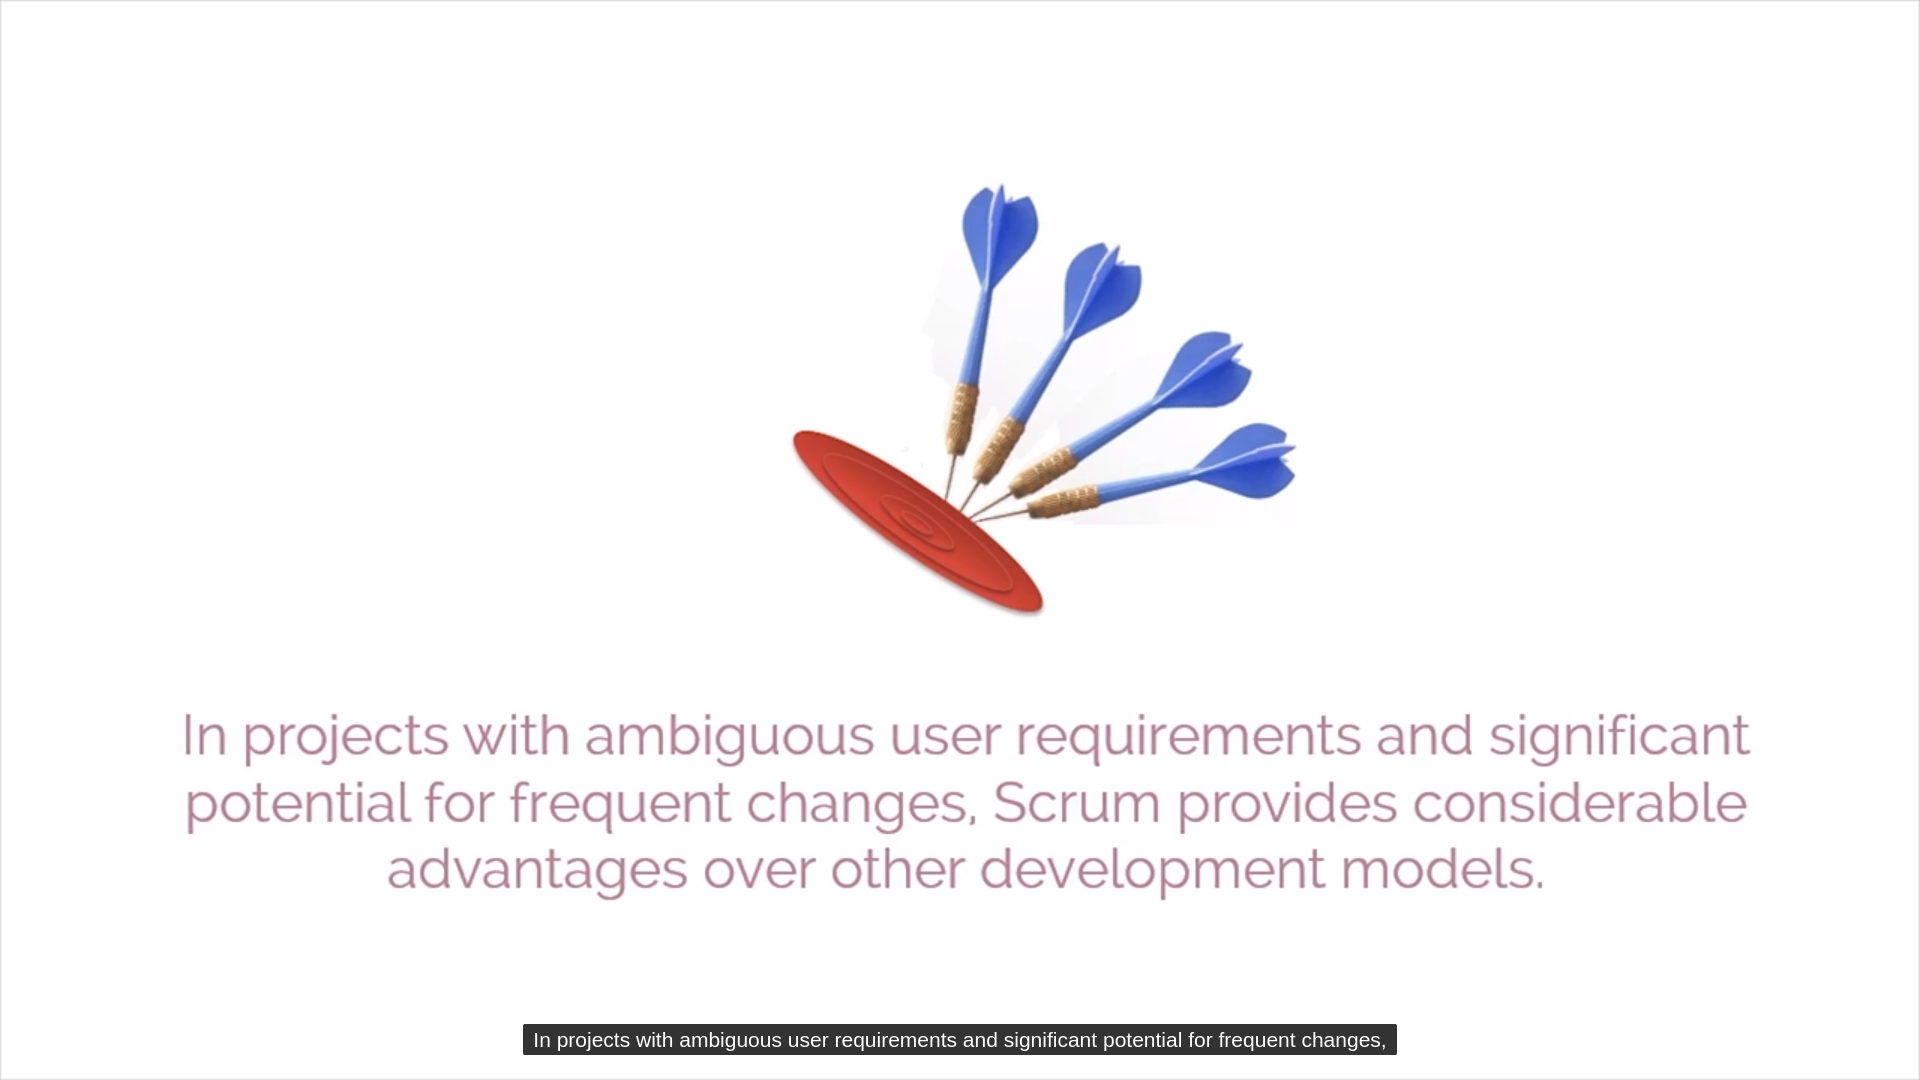 In projects with ambiguous user requirements and significant
potential for frequent changes, Scrum provides considerable
advantages over other development models.
In projects with ambiguous user requirements and significant potential for frequent changes,